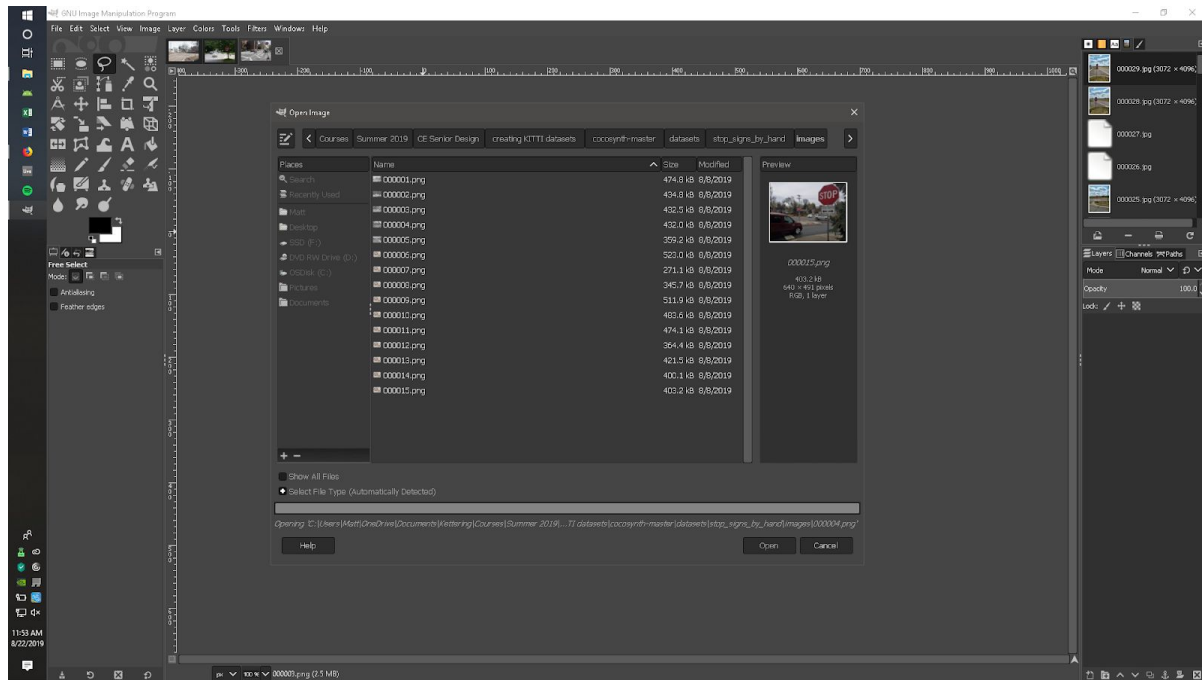 GNU Image Manipulation Program
File Edit Select View Image Layer Colors Tools Filters Windows Help
Open Image
Courses Summer 2019 CE Senior Design creating KITTI datasets cocosynth-master datasets stop_signs_by_hand images
Places Name Size Modified Preview
Search 000001.png 474.8 kB 8/8/2019
Recently Used 000002.png 434.8 kB 8/8/2019
Matt 000003.png 432.5 kB 8/8/2019
Desktop 000004.png 432.0 kB 8/8/2019
SSD (F:) 000005.png 359.2 kB 8/8/2019
DVD RW Drive (D:) 000006.png 523.0 kB 8/8/2019
OSDisk (C:) 000007.png 271.1 kB 8/8/2019
Pictures 000008.png 345.7 kB 8/8/2019
Documents 000009.png 511.9 kB 8/8/2019
000010.png 483.6 kB 8/8/2019
000011.png 474.1 kB 8/8/2019
000012.png 364.4 kB 8/8/2019
000013.png 421.5 kB 8/8/2019
000014.png 400.1 kB 8/8/2019
000015.png 403.2 kB 8/8/2019
STOP
000015.png
403.2 kB
640 × 491 pixels
RGB, 1 layer
Show All Files
Select File Type (Automatically Detected)
Opening 'C:\Users\Matt\OneDrive\Documents\Kettering\Courses\Summer 2019\...TI datasets\cocosynth-master\datasets\stop_signs_by_hand\images\000004.png'
Help Open Cancel
Free Select
Mode:
Antialiasing
Feather edges
000029.jpg (3072 × 4096)
000028.jpg (3072 × 4096)
000027.jpg
000026.jpg
000025.jpg (3072 × 4096)
Layers Channels Paths
Mode Normal
Opacity 100.0
Lock:
11:53 AM
8/22/2019
px 100 % 000003.png (2.5 MB)